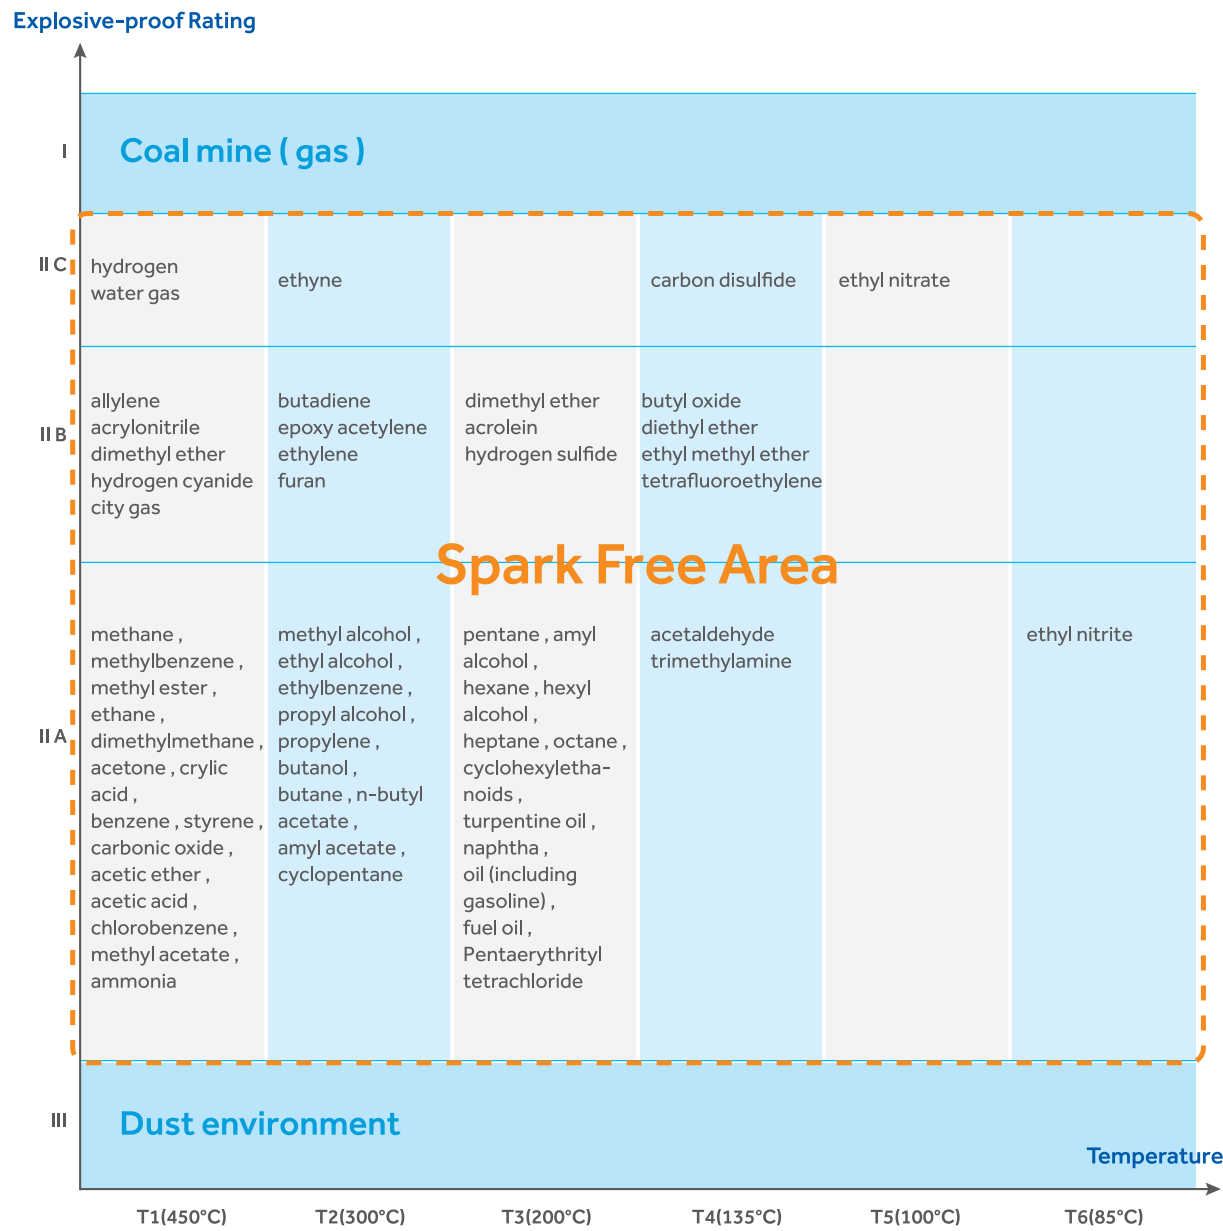 Explosive-proof Rating
I
Coal mine ( gas )
II C
hydrogen
water gas
ethyne
carbon disulfide
ethyl nitrate
II B
allylene
acrylonitrile
dimethyl ether
hydrogen cyanide
city gas
butadiene
epoxy acetylene
ethylene
furan
dimethyl ether
acrolein
hydrogen sulfide
butyl oxide
diethyl ether
ethyl methyl ether
tetrafluoroethylene
Spark Free Area
II A
methane ,
methylbenzene ,
methyl ester ,
ethane ,
dimethylmethane ,
acetone , crylic
acid ,
benzene , styrene ,
carbonic oxide ,
acetic ether ,
acetic acid ,
chlorobenzene ,
methyl acetate ,
ammonia
methyl alcohol ,
ethyl alcohol ,
ethylbenzene ,
propyl alcohol ,
propylene ,
butanol ,
butane , n-butyl
acetate ,
amyl acetate ,
cyclopentane
pentane , amyl
alcohol ,
hexane , hexyl
alcohol ,
heptane , octane ,
cyclohexyletha-
noids ,
turpentine oil ,
naphtha ,
oil (including
gasoline) ,
fuel oil ,
Pentaerythrityl
tetrachloride
acetaldehyde
trimethylamine
ethyl nitrite
III
Dust environment
Temperature
T1(450°C)
T2(300°C)
T3(200°C)
T4(135°C)
T5(100°C)
T6(85°C)